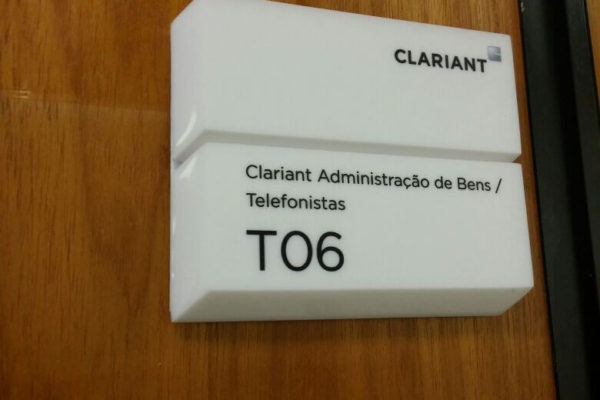 CLARIANT
Clariant Administração de Bens /
Telefonistas
T06